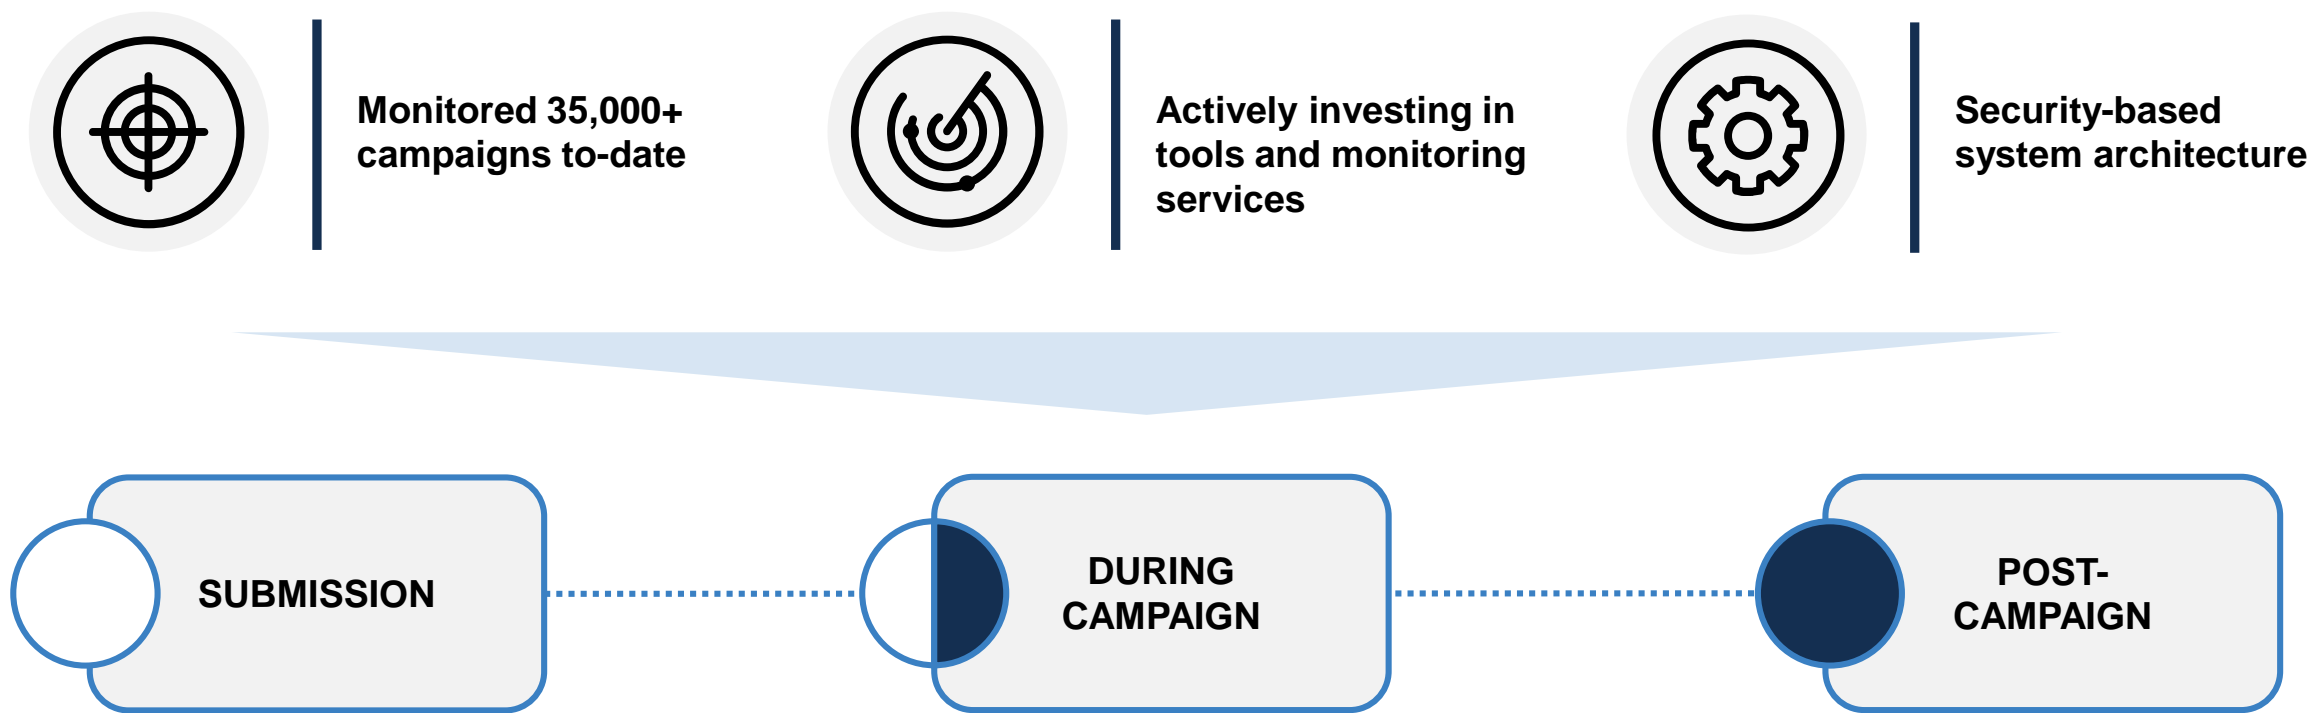 Monitored 35,000+
campaigns to-date
Actively investing in
tools and monitoring
services
Security-based
system architecture
SUBMISSION
DURING
CAMPAIGN
POST-
CAMPAIGN